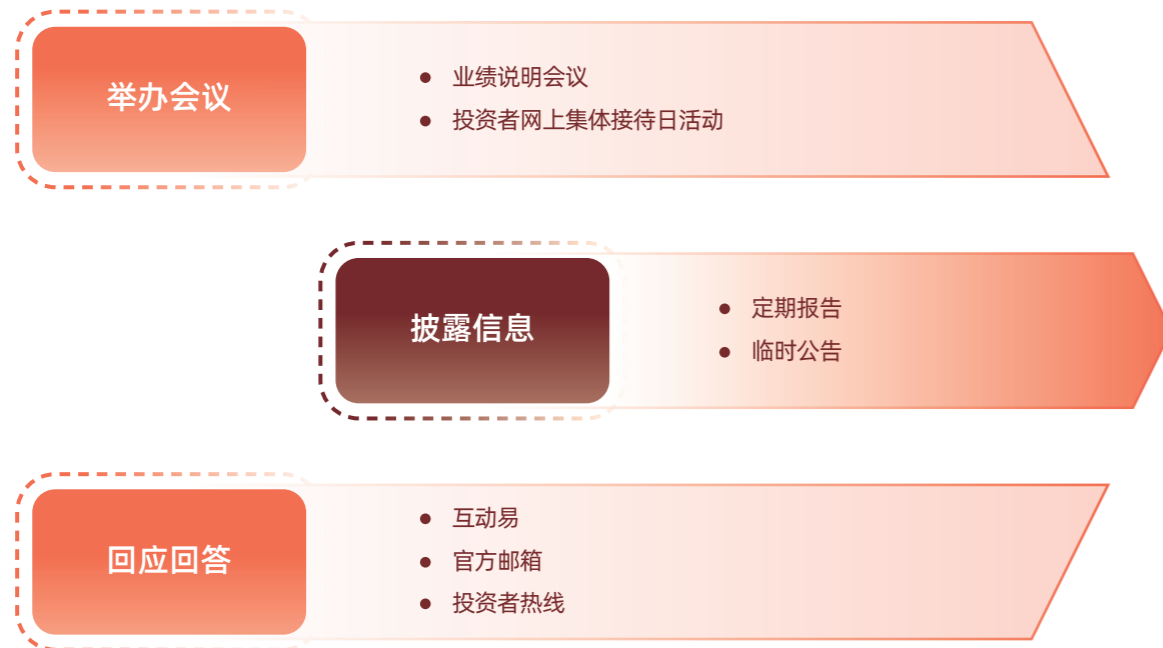 举办会议
● 业绩说明会议
● 投资者网上集体接待日活动
披露信息
● 定期报告
● 临时公告
回应回答
● 互动易
● 官方邮箱
● 投资者热线